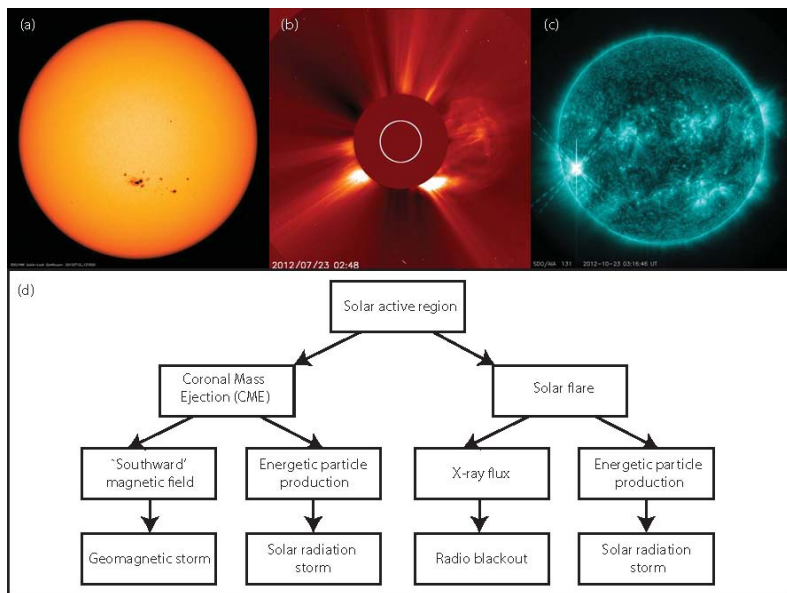 (a)
(b)
(c)
2012/07/23 02:48
SDO/AIA 131 2012-10-23 03:16:46 UT
(d)
Solar active region
Coronal Mass
Ejection (CME)
Solar flare
`Southward'
magnetic field
Energetic particle
production
X-ray flux
Energetic particle
production
Geomagnetic storm
Solar radiation
storm
Radio blackout
Solar radiation
storm